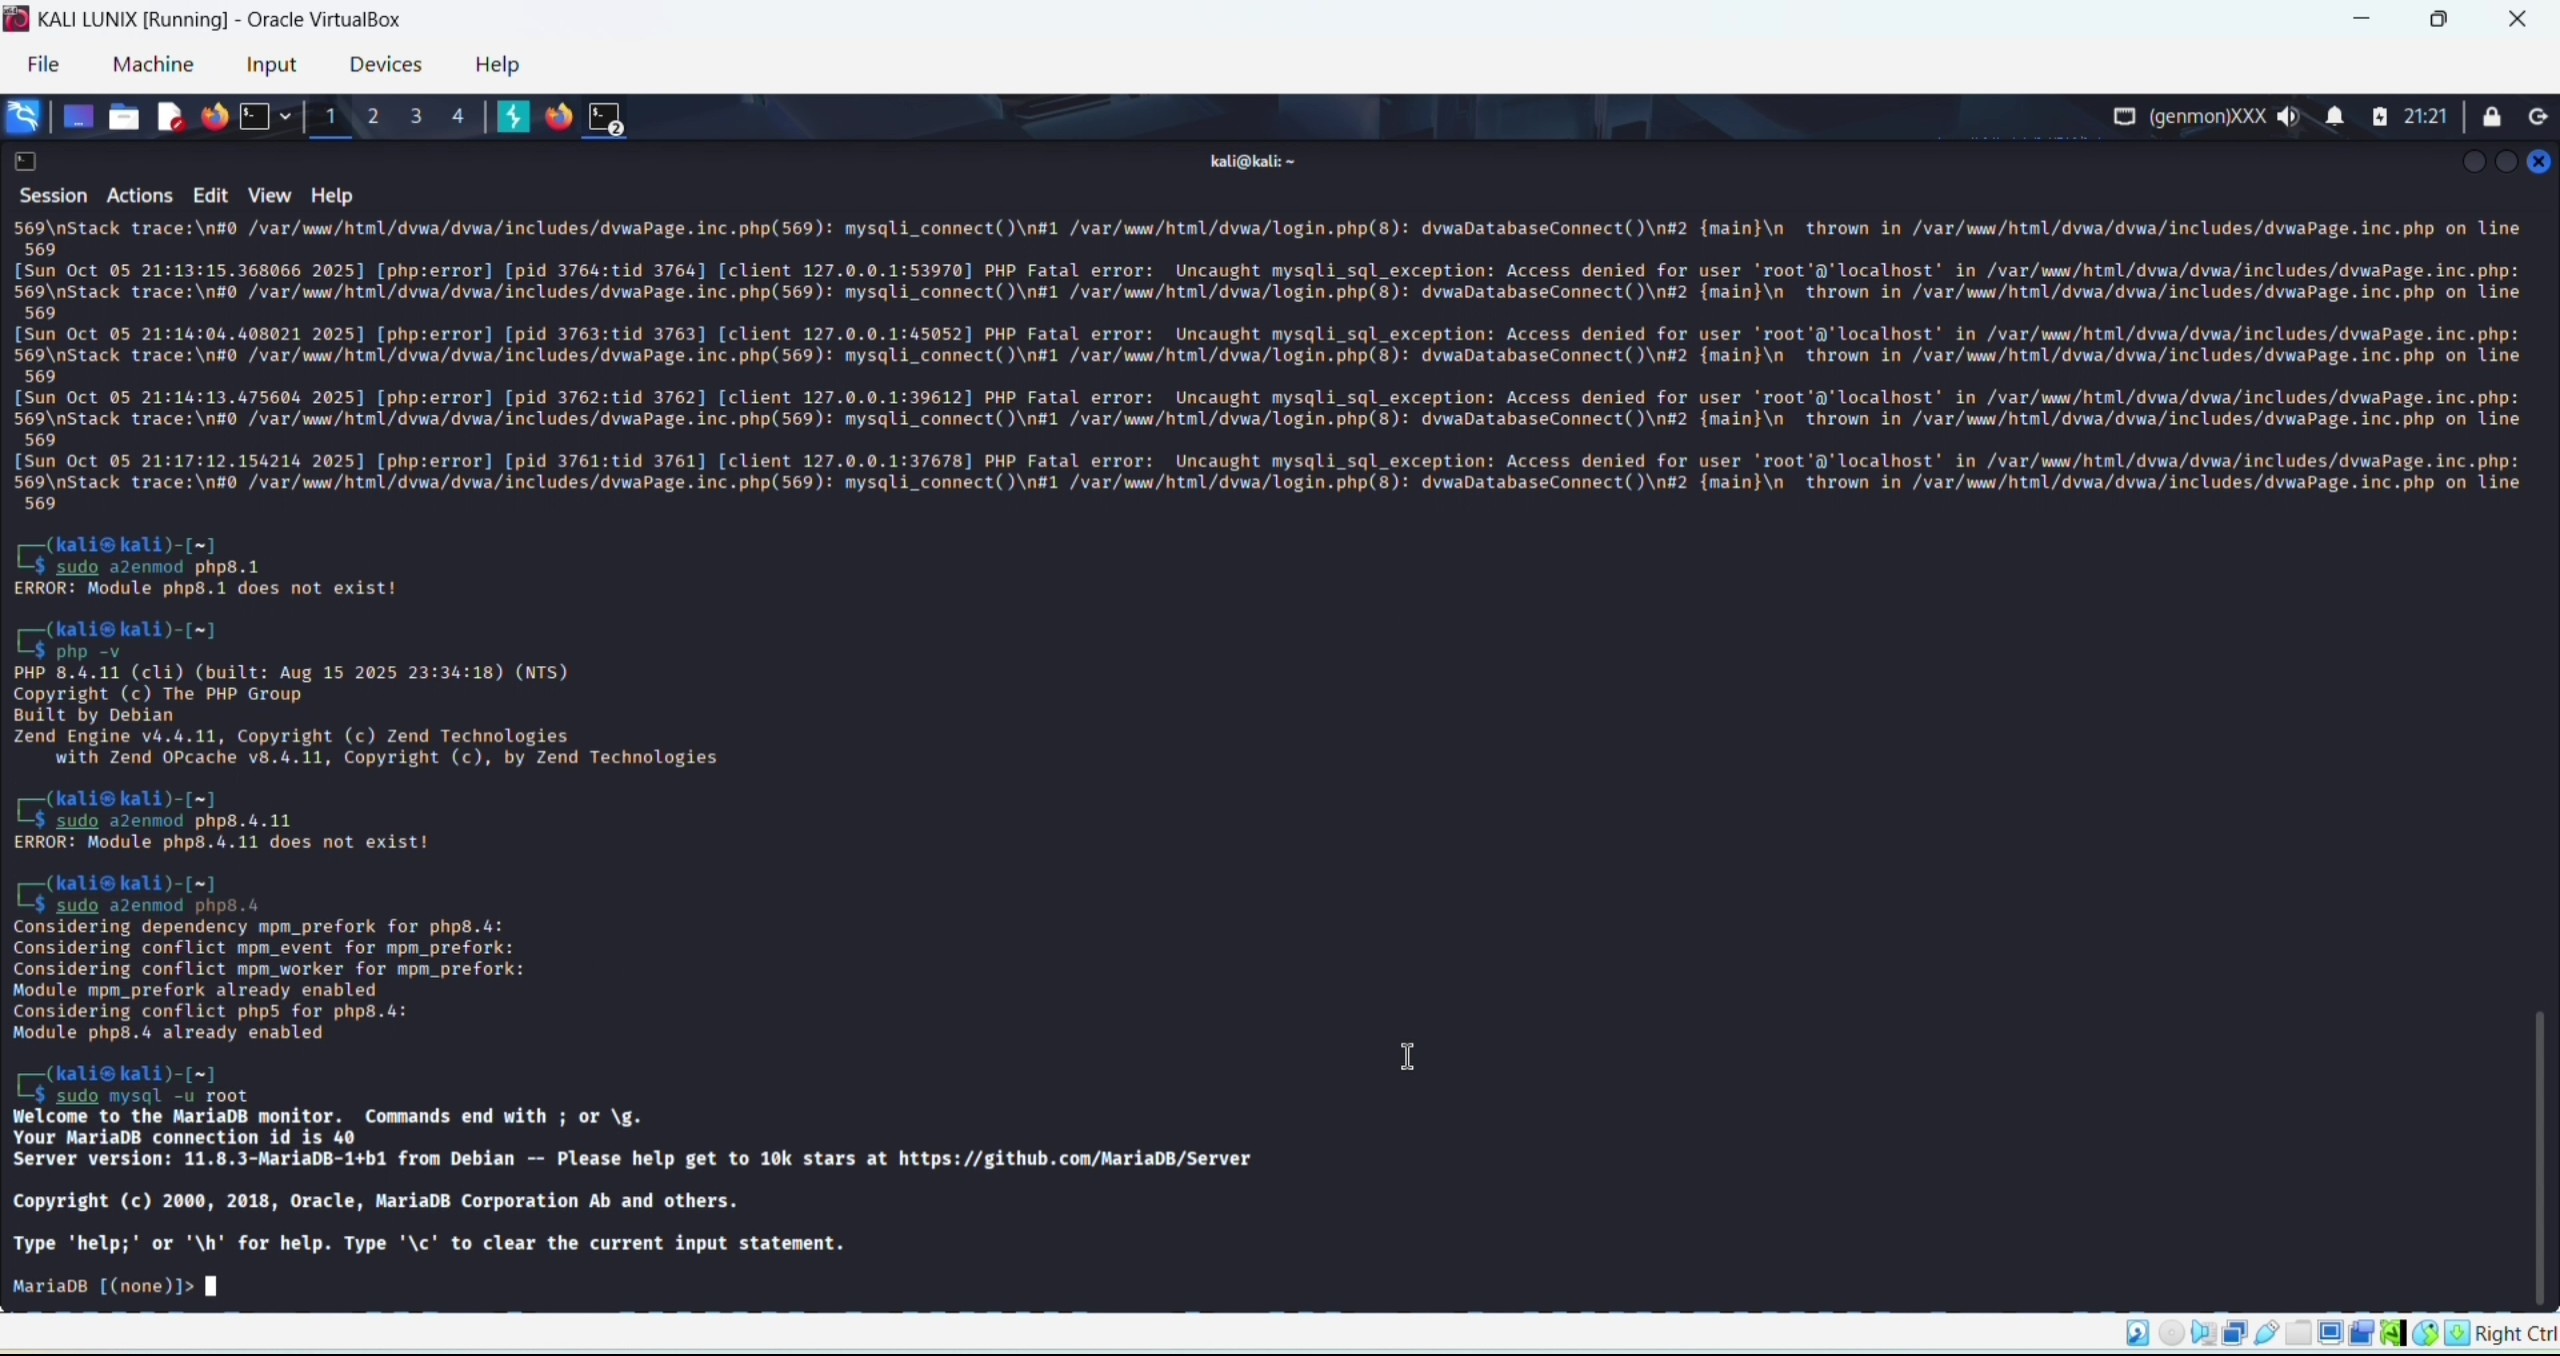 KALI LUNIX [Running] - Oracle VirtualBox
File Machine Input Devices Help
1 2 3 4 2 (genmon)XXX 21:21
kali@kali: ~
Session Actions Edit View Help
569\nStack trace:\n#0 /var/www/html/dvwa/dvwa/includes/dvwaPage.inc.php(569): mysqli_connect()\n#1 /var/www/html/dvwa/login.php(8): dvwaDatabaseConnect()\n#2 {main}\n  thrown in /var/www/html/dvwa/dvwa/includes/dvwaPage.inc.php on line
569
[Sun Oct 05 21:13:15.368066 2025] [php:error] [pid 3764:tid 3764] [client 127.0.0.1:53970] PHP Fatal error:  Uncaught mysqli_sql_exception: Access denied for user 'root'@'localhost' in /var/www/html/dvwa/dvwa/includes/dvwaPage.inc.php:
569\nStack trace:\n#0 /var/www/html/dvwa/dvwa/includes/dvwaPage.inc.php(569): mysqli_connect()\n#1 /var/www/html/dvwa/login.php(8): dvwaDatabaseConnect()\n#2 {main}\n  thrown in /var/www/html/dvwa/dvwa/includes/dvwaPage.inc.php on line
569
[Sun Oct 05 21:14:04.408021 2025] [php:error] [pid 3763:tid 3763] [client 127.0.0.1:45052] PHP Fatal error:  Uncaught mysqli_sql_exception: Access denied for user 'root'@'localhost' in /var/www/html/dvwa/dvwa/includes/dvwaPage.inc.php:
569\nStack trace:\n#0 /var/www/html/dvwa/dvwa/includes/dvwaPage.inc.php(569): mysqli_connect()\n#1 /var/www/html/dvwa/login.php(8): dvwaDatabaseConnect()\n#2 {main}\n  thrown in /var/www/html/dvwa/dvwa/includes/dvwaPage.inc.php on line
569
[Sun Oct 05 21:14:13.475604 2025] [php:error] [pid 3762:tid 3762] [client 127.0.0.1:39612] PHP Fatal error:  Uncaught mysqli_sql_exception: Access denied for user 'root'@'localhost' in /var/www/html/dvwa/dvwa/includes/dvwaPage.inc.php:
569\nStack trace:\n#0 /var/www/html/dvwa/dvwa/includes/dvwaPage.inc.php(569): mysqli_connect()\n#1 /var/www/html/dvwa/login.php(8): dvwaDatabaseConnect()\n#2 {main}\n  thrown in /var/www/html/dvwa/dvwa/includes/dvwaPage.inc.php on line
569
[Sun Oct 05 21:17:12.154214 2025] [php:error] [pid 3761:tid 3761] [client 127.0.0.1:37678] PHP Fatal error:  Uncaught mysqli_sql_exception: Access denied for user 'root'@'localhost' in /var/www/html/dvwa/dvwa/includes/dvwaPage.inc.php:
569\nStack trace:\n#0 /var/www/html/dvwa/dvwa/includes/dvwaPage.inc.php(569): mysqli_connect()\n#1 /var/www/html/dvwa/login.php(8): dvwaDatabaseConnect()\n#2 {main}\n  thrown in /var/www/html/dvwa/dvwa/includes/dvwaPage.inc.php on line
569
┌──(kali㉿kali)-[~]
└─$ sudo a2enmod php8.1
ERROR: Module php8.1 does not exist!
┌──(kali㉿kali)-[~]
└─$ php -v
PHP 8.4.11 (cli) (built: Aug 15 2025 23:34:18) (NTS)
Copyright (c) The PHP Group
Built by Debian
Zend Engine v4.4.11, Copyright (c) Zend Technologies
    with Zend OPcache v8.4.11, Copyright (c), by Zend Technologies
┌──(kali㉿kali)-[~]
└─$ sudo a2enmod php8.4.11
ERROR: Module php8.4.11 does not exist!
┌──(kali㉿kali)-[~]
└─$ sudo a2enmod php8.4
Considering dependency mpm_prefork for php8.4:
Considering conflict mpm_event for mpm_prefork:
Considering conflict mpm_worker for mpm_prefork:
Module mpm_prefork already enabled
Considering conflict php5 for php8.4:
Module php8.4 already enabled
┌──(kali㉿kali)-[~]
└─$ sudo mysql -u root
Welcome to the MariaDB monitor.  Commands end with ; or \g.
Your MariaDB connection id is 40
Server version: 11.8.3-MariaDB-1+b1 from Debian -- Please help get to 10k stars at https://github.com/MariaDB/Server
Copyright (c) 2000, 2018, Oracle, MariaDB Corporation Ab and others.
Type 'help;' or '\h' for help. Type '\c' to clear the current input statement.
MariaDB [(none)]>
Right Ctrl